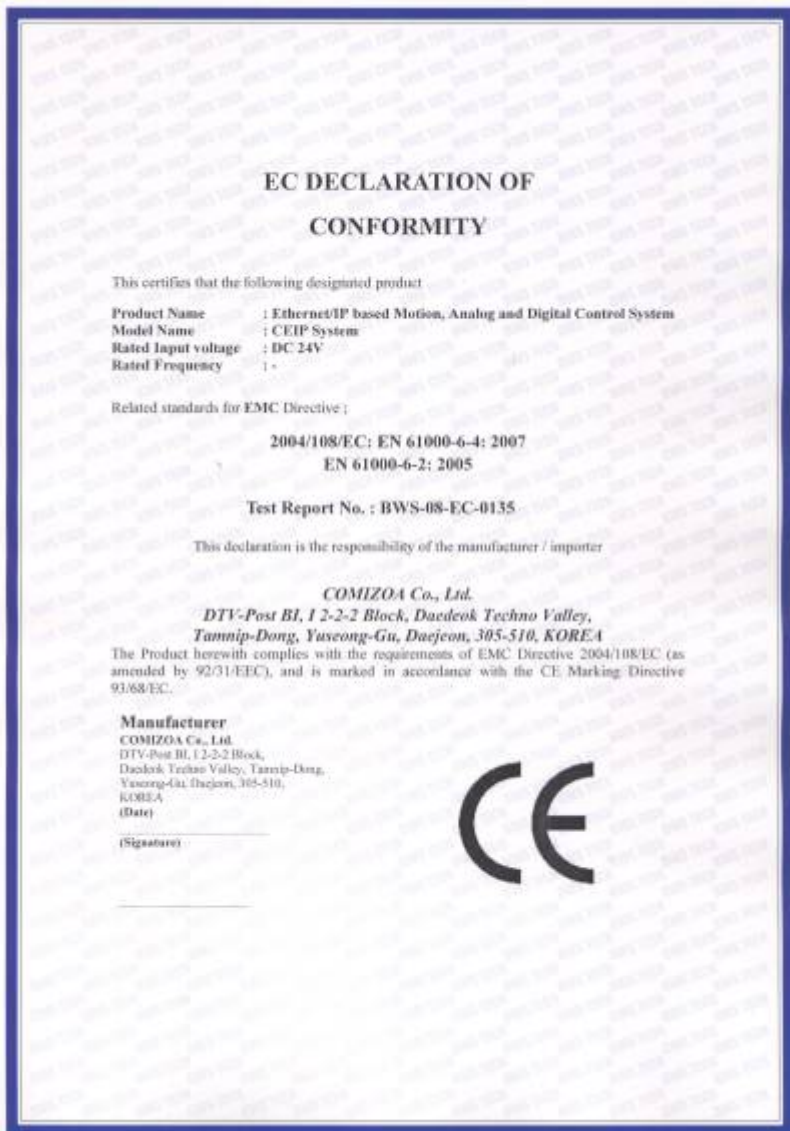 EC DECLARATION OF
CONFORMITY
This certifies that the following designated product
Product Name : Ethernet/IP based Motion, Analog and Digital Control System
Model Name : CEIP System
Rated Input voltage : DC 24V
Rated Frequency : -
Related standards for EMC Directive ;
2004/108/EC: EN 61000-6-4: 2007
EN 61000-6-2: 2005
Test Report No. : BWS-08-EC-0135
This declaration is the responsibility of the manufacturer / importer
COMIZOA Co., Ltd.
DTV-Post BI, I 2-2-2 Block, Daedeok Techno Valley,
Tamnip-Dong, Yuseong-Gu, Daejeon, 305-510, KOREA
The Product herewith complies with the requirements of EMC Directive 2004/108/EC (as
amended by 92/31/EEC), and is marked in accordance with the CE Marking Directive
93/68/EC.
Manufacturer
COMIZOA Co., Ltd.
DTV-Post BI, I 2-2-2 Block,
Daedeok Techno Valley, Tamnip-Dong,
Yuseong-Gu, Daejeon, 305-510,
KOREA
(Date)
(Signature)
CE